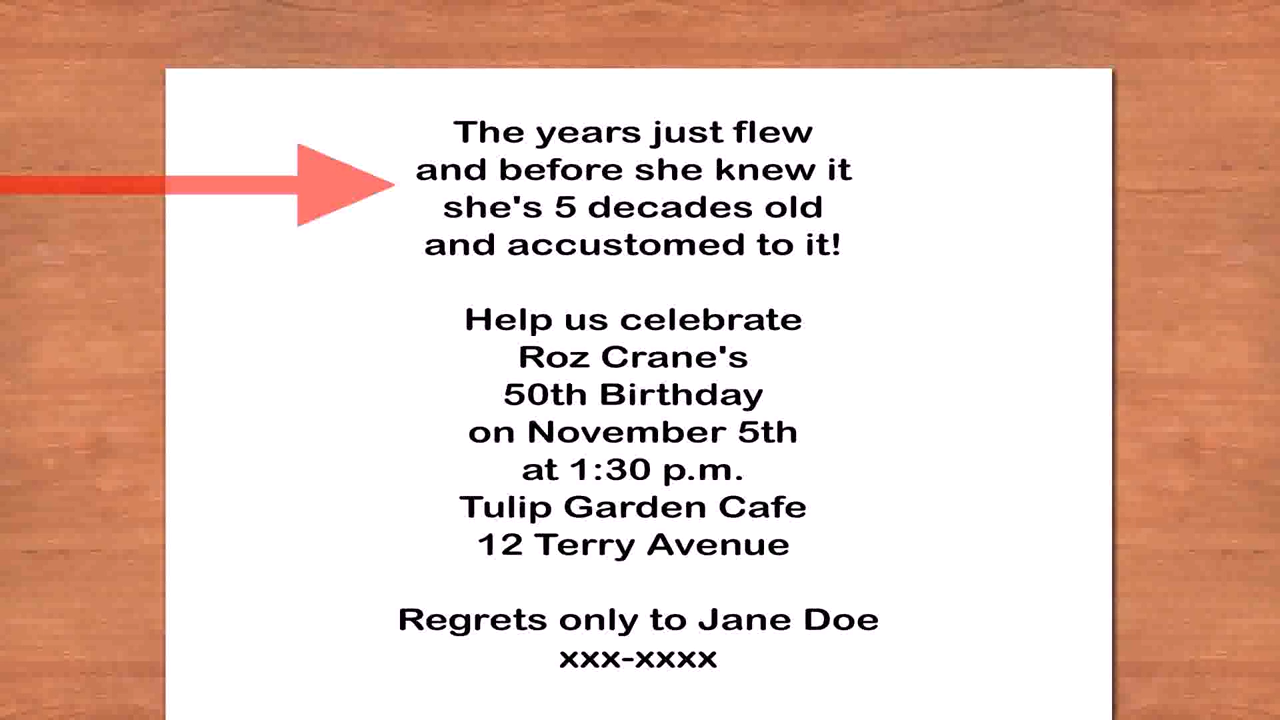 The years just flew
and before she knew it
she's 5 decades old
and accustomed to it!
Help us celebrate
Roz Crane's
50th Birthday
on November 5th
at 1:30 p.m.
Tulip Garden Cafe
12 Terry Avenue
Regrets only to Jane Doe
xxx-xxxx